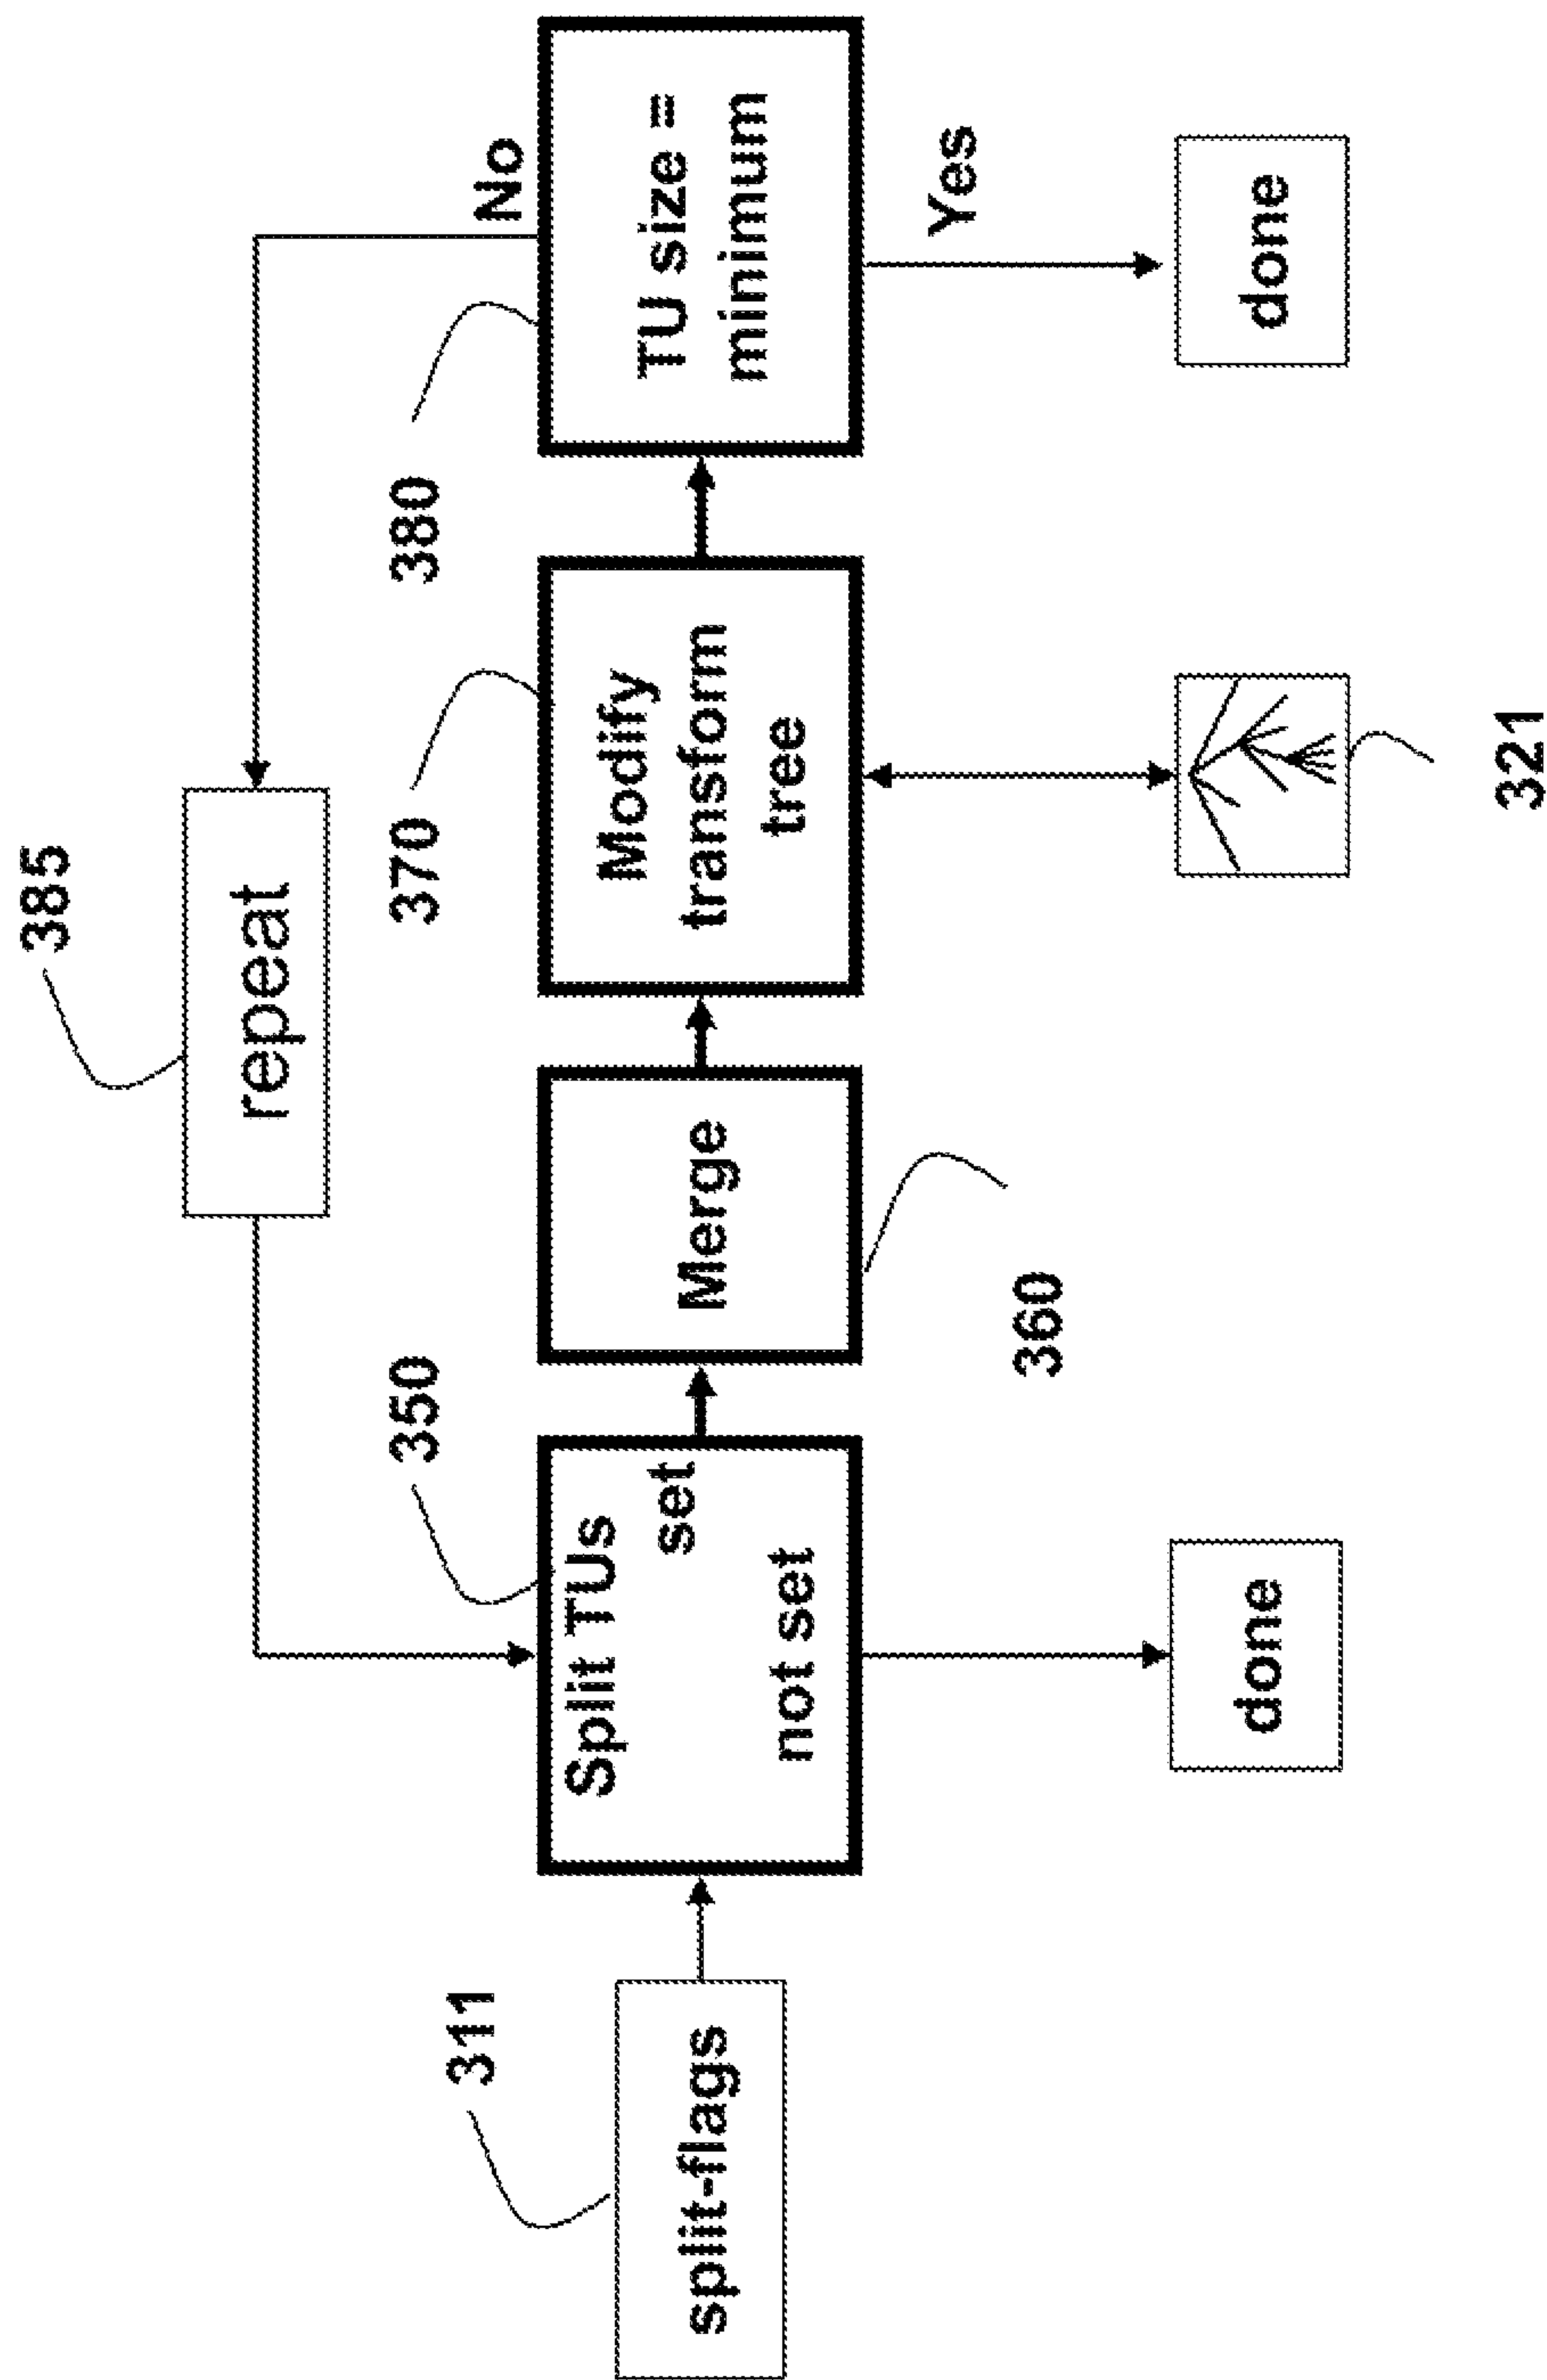 385
repeat
311
350
370
380
No
split-flags
Split TUs
set
not set
Merge
Modify
transform
tree
TU size =
minimum
360
Yes
done
done
321